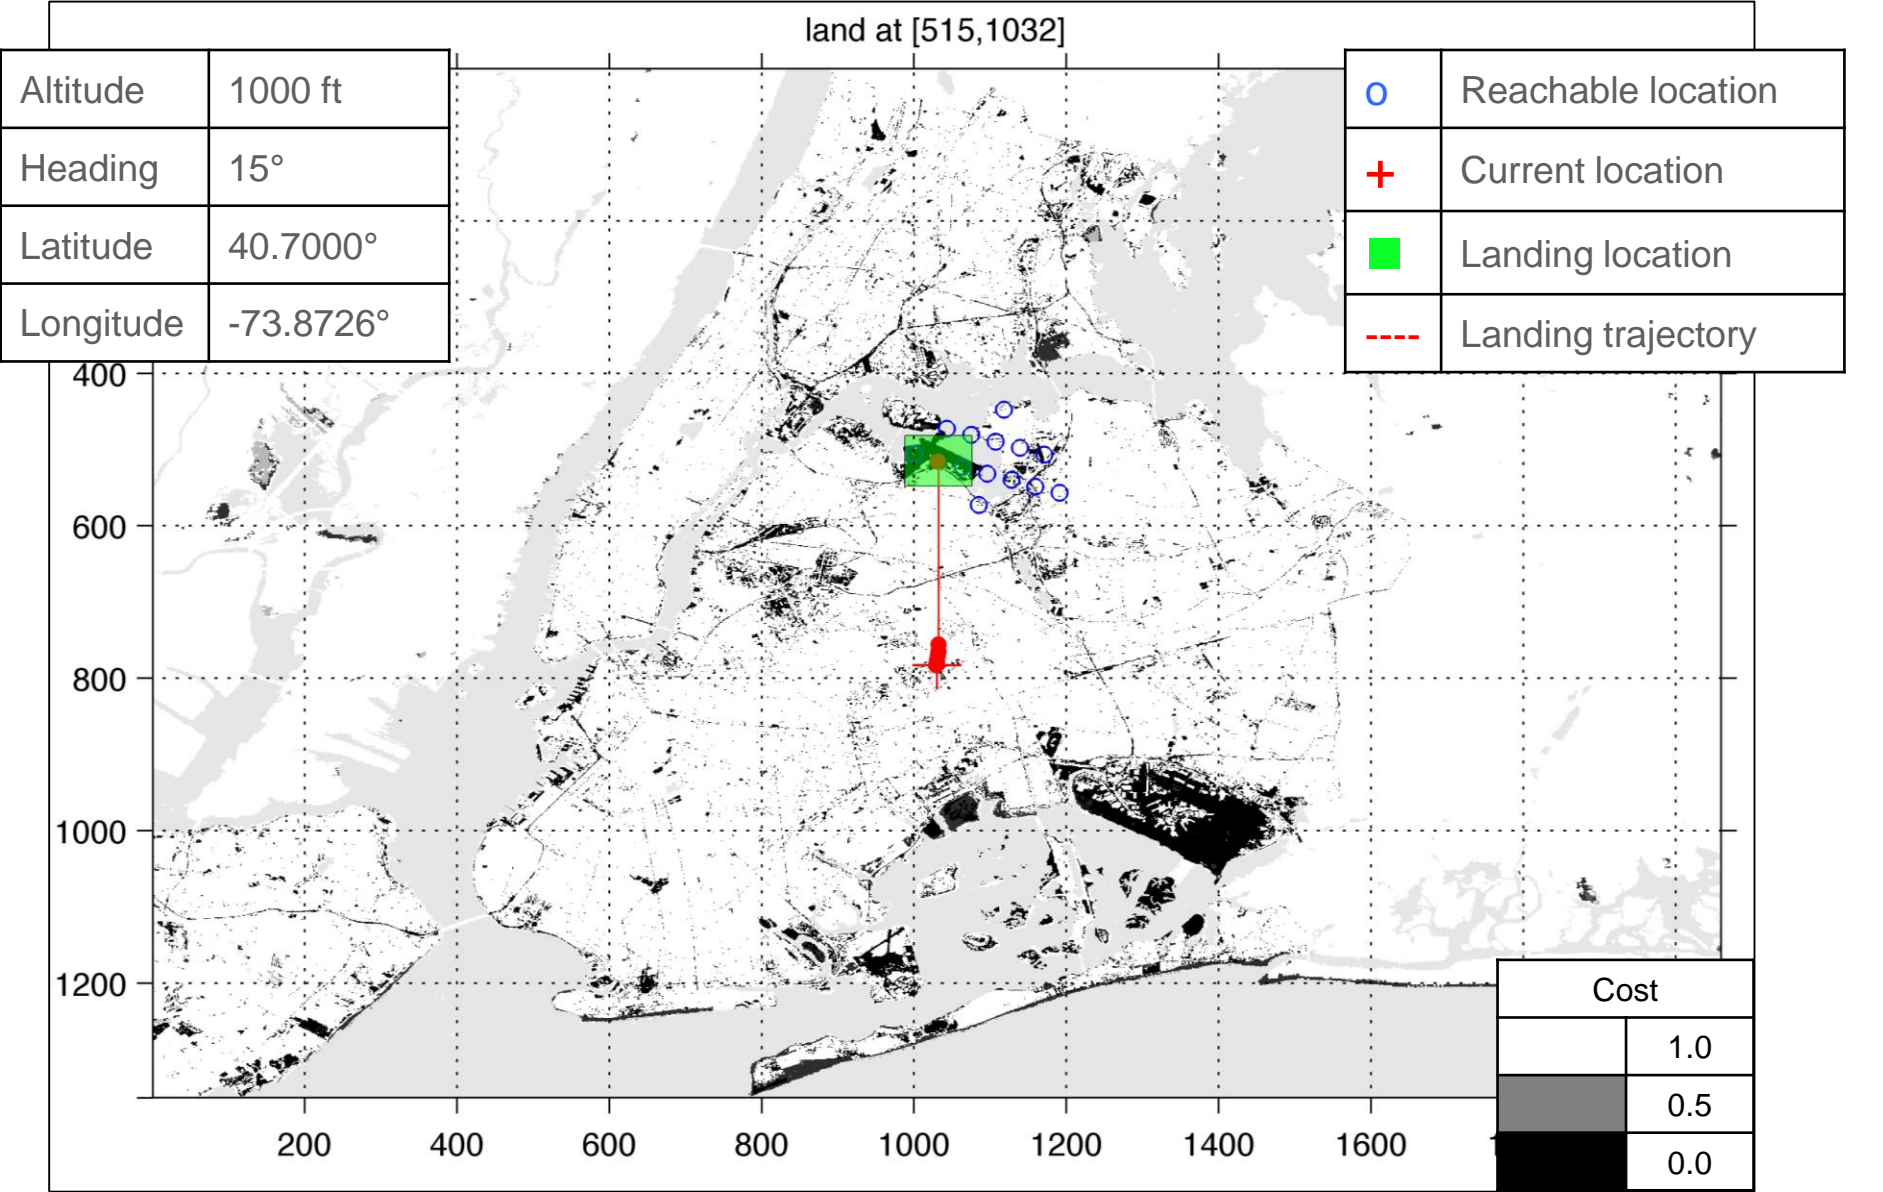 land at [515,1032]
Altitude 1000 ft
Heading 15°
Latitude 40.7000°
Longitude -73.8726°
o Reachable location
+ Current location
Landing location
---- Landing trajectory
400
600
800
1000
1200
200 400 600 800 1000 1200 1400 1600
Cost
1.0
0.5
0.0